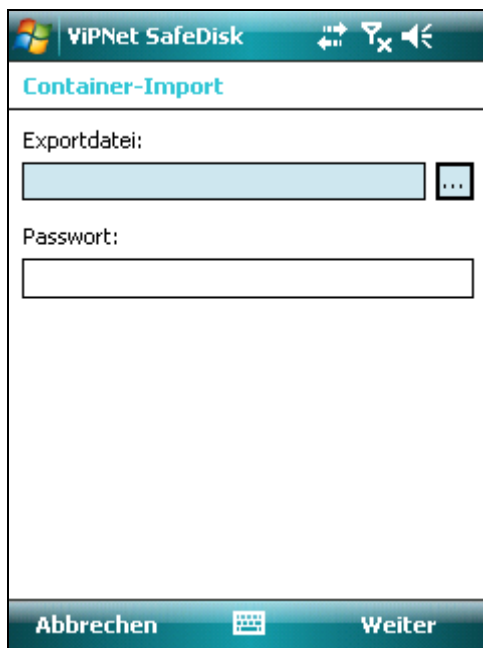 ViPNet SafeDisk
Container-Import
Exportdatei:
...
Passwort:
Abbrechen Weiter